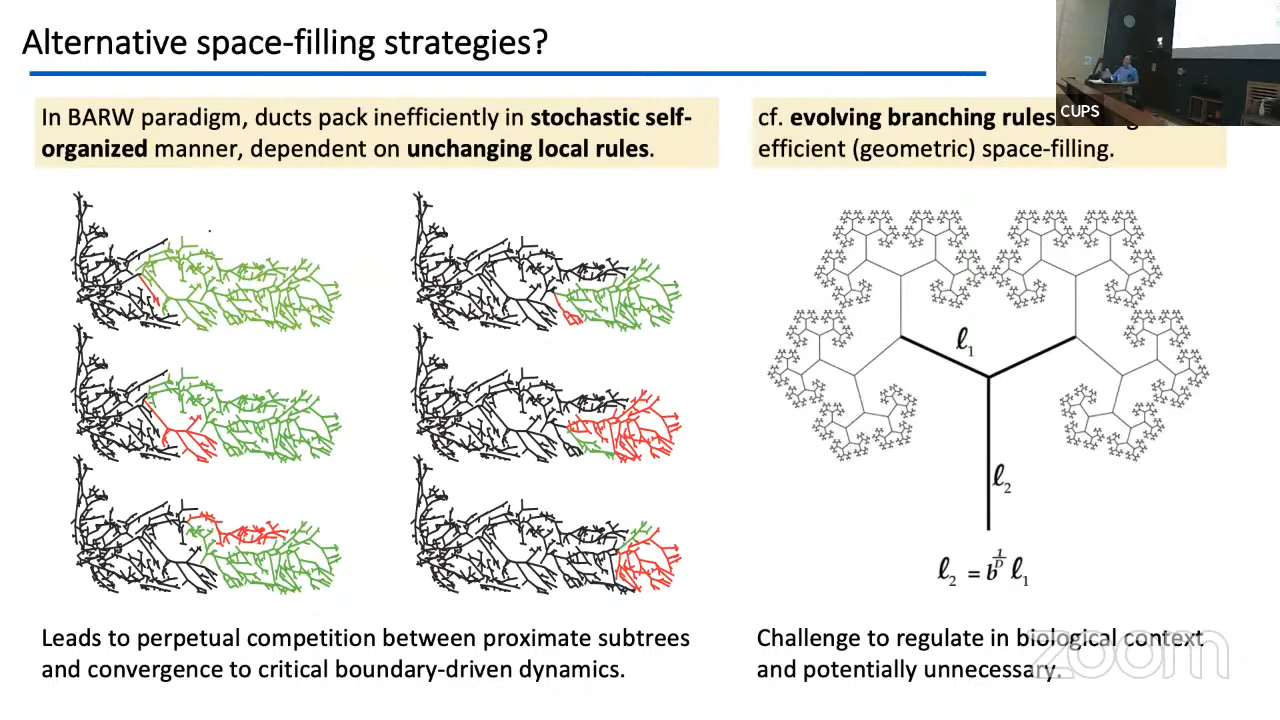 Alternative space-filling strategies?
CUPS
In BARW paradigm, ducts pack inefficiently in stochastic self-
organized manner, dependent on unchanging local rules.
cf. evolving branching rules
efficient (geometric) space-filling.
ℓ1
ℓ2
ℓ2 = b^(1/D) ℓ1
Leads to perpetual competition between proximate subtrees
and convergence to critical boundary-driven dynamics.
Challenge to regulate in biological context
and potentially unnecessary.
zoom